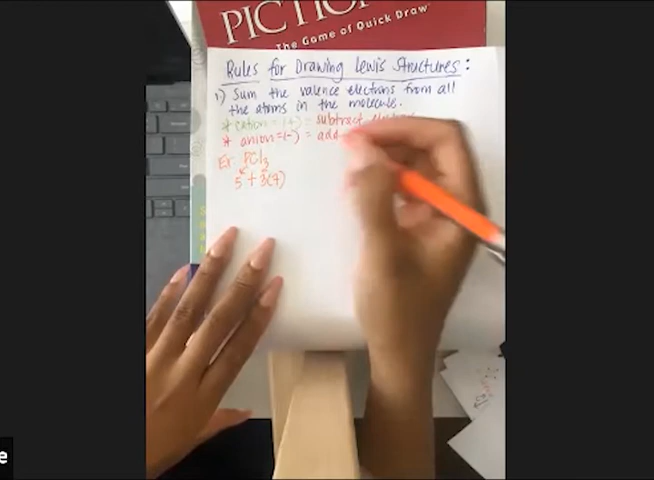 PICTIO
The Game of Quick Draw
Rules for Drawing Lewis Structures:
1) Sum the valence electrons from all
the atoms in the molecule.
* cation = (+) = subtract
* anion = (-) = add
Ex: PCl3
5 + 3(7)
e